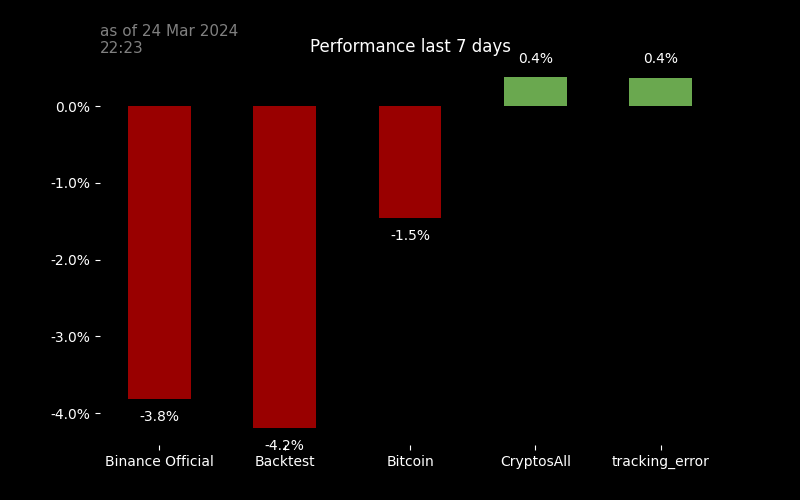 as of 24 Mar 2024
22:23
Performance last 7 days
0.4%
0.4%
0.0%
-1.0%
-1.5%
-2.0%
-3.0%
-4.0%
-3.8%
-4.2%
Binance Official
Backtest
Bitcoin
CryptosAll
tracking_error